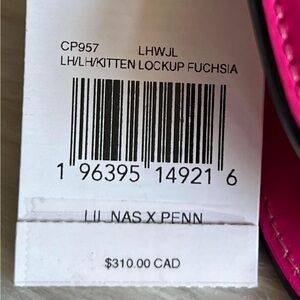 CP957 LHWJL
LH/LH/KITTEN LOCKUP FUCHSIA
1 96395 14921 6
LIL NAS X PENN
$310.00 CAD